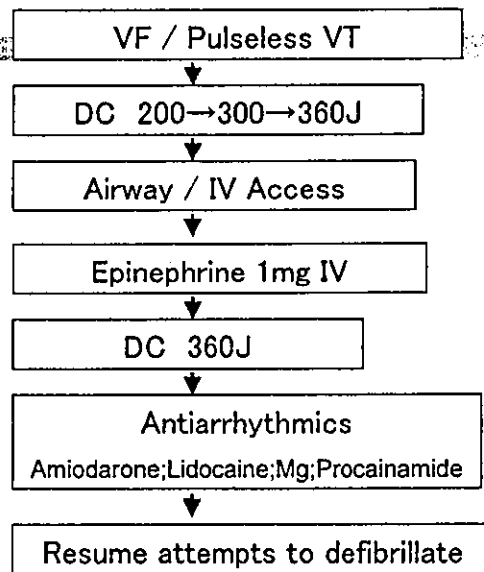 VF / Pulseless VT
DC 200→300→360J
Airway / IV Access
Epinephrine 1mg IV
DC 360J
Antiarrhythmics
Amiodarone;Lidocaine;Mg;Procainamide
Resume attempts to defibrillate